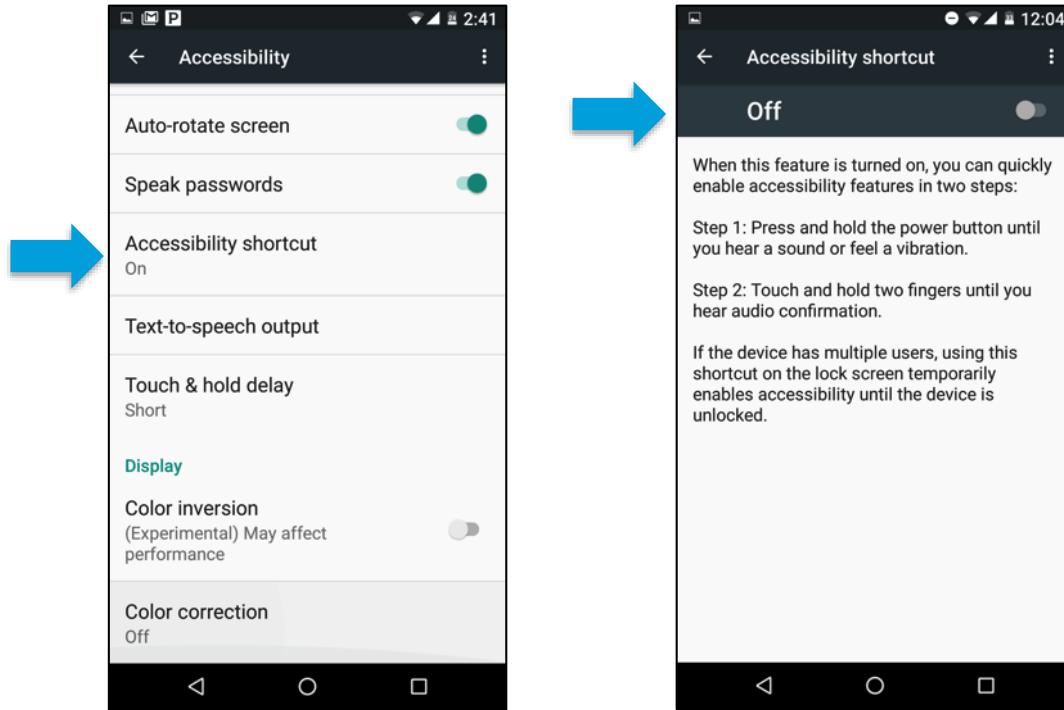 P
2:41
Accessibility
Auto-rotate screen
Speak passwords
Accessibility shortcut
On
Text-to-speech output
Touch & hold delay
Short
Display
Color inversion
(Experimental) May affect
performance
Color correction
Off
12:04
Accessibility shortcut
Off
When this feature is turned on, you can quickly
enable accessibility features in two steps:
Step 1: Press and hold the power button until
you hear a sound or feel a vibration.
Step 2: Touch and hold two fingers until you
hear audio confirmation.
If the device has multiple users, using this
shortcut on the lock screen temporarily
enables accessibility until the device is
unlocked.